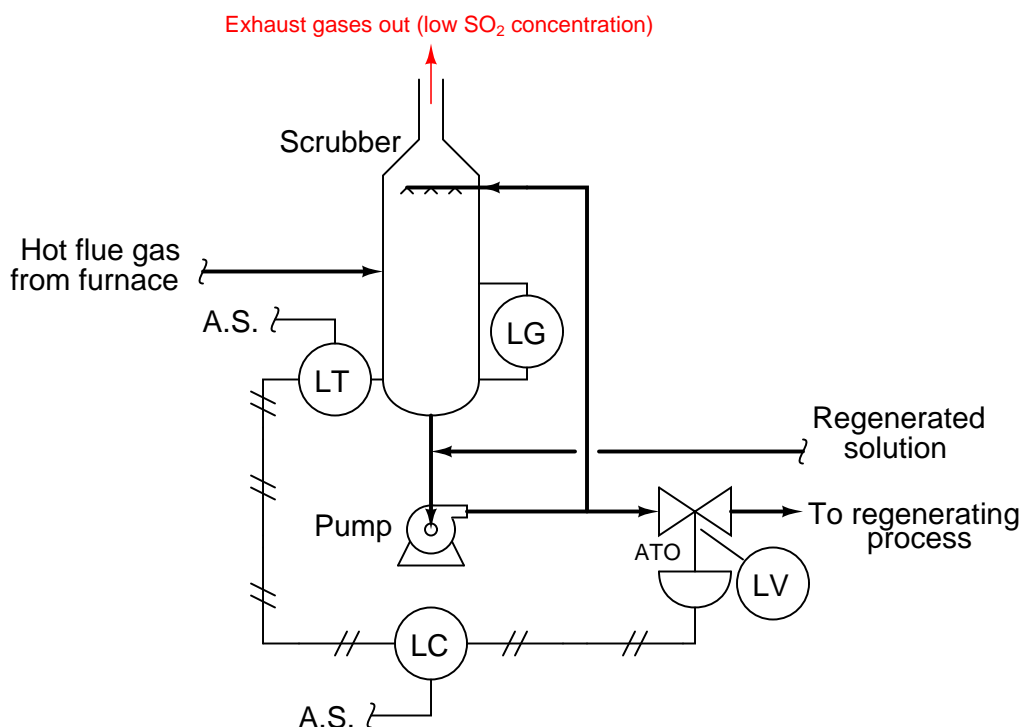 Exhaust gases out (low SO₂ concentration)
Scrubber
Hot flue gas
from furnace
A.S.
LG
LT
Regenerated
solution
Pump
To regenerating
process
ATO
LV
LC
A.S.